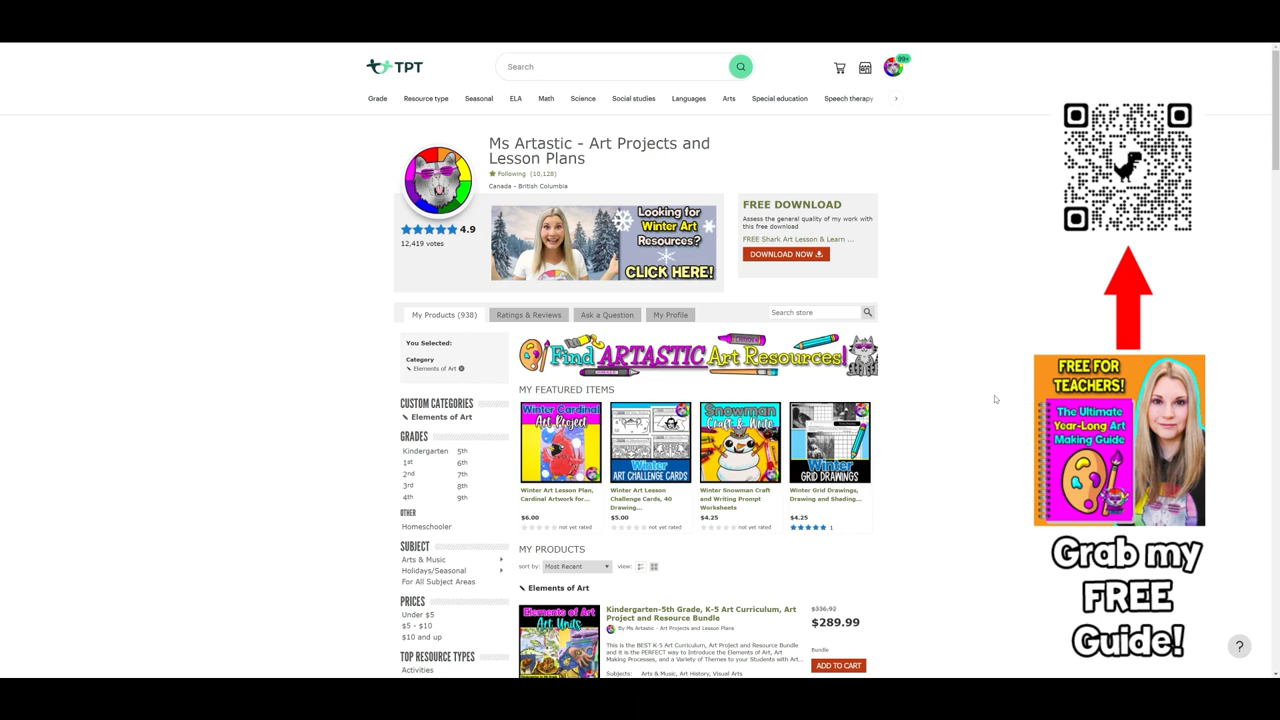 TPT
Search
99+
Grade
Resource type
Seasonal
ELA
Math
Science
Social studies
Languages
Arts
Special education
Speech therapy
Ms Artastic - Art Projects and
Lesson Plans
Following (10,128)
Canada - British Columbia
4.9
12,419 votes
Looking for
Winter Art
Resources?
CLICK HERE!
FREE DOWNLOAD
Assess the general quality of my work with
this free download
FREE Shark Art Lesson & Learn ...
DOWNLOAD NOW
My Products (938)
Ratings & Reviews
Ask a Question
My Profile
Search store
You Selected:
Category
Elements of Art
CUSTOM CATEGORIES
Elements of Art
GRADES
Kindergarten 5th
1st 6th
2nd 7th
3rd 8th
4th 9th
OTHER
Homeschooler
SUBJECT
Arts & Music
Holidays/Seasonal
For All Subject Areas
PRICES
Under $5
$5 - $10
$10 and up
TOP RESOURCE TYPES
Activities
Find ARTASTIC Art Resources!
MY FEATURED ITEMS
Winter Cardinal
Art Project
Winter Art Lesson Plan,
Cardinal Artwork for...
$6.00
not yet rated
Winter
ART CHALLENGE CARDS
Winter Art Lesson
Challenge Cards, 40
Drawing...
$5.00
not yet rated
Snowman
Craft & Write
Winter Snowman Craft
and Writing Prompt
Worksheets
$4.25
not yet rated
Winter
GRID DRAWINGS
Winter Grid Drawings,
Drawing and Shading...
$4.25
1
MY PRODUCTS
sort by: Most Recent view:
Elements of Art
Elements of Art
Art Units
Kindergarten-5th Grade, K-5 Art Curriculum, Art
Project and Resource Bundle
By Ms Artastic - Art Projects and Lesson Plans
This is the BEST K-5 Art Curriculum, Art Project and Resource Bundle
and it is the PERFECT way to Introduce the Elements of Art, Art
Making Processes, and a Variety of Themes to your Students with Art...
Subjects: Arts & Music, Art History, Visual Arts
$336.92
$289.99
Bundle
ADD TO CART
FREE FOR
TEACHERS!
The Ultimate
Year-Long Art
Making Guide
Grab my
FREE
Guide!
?